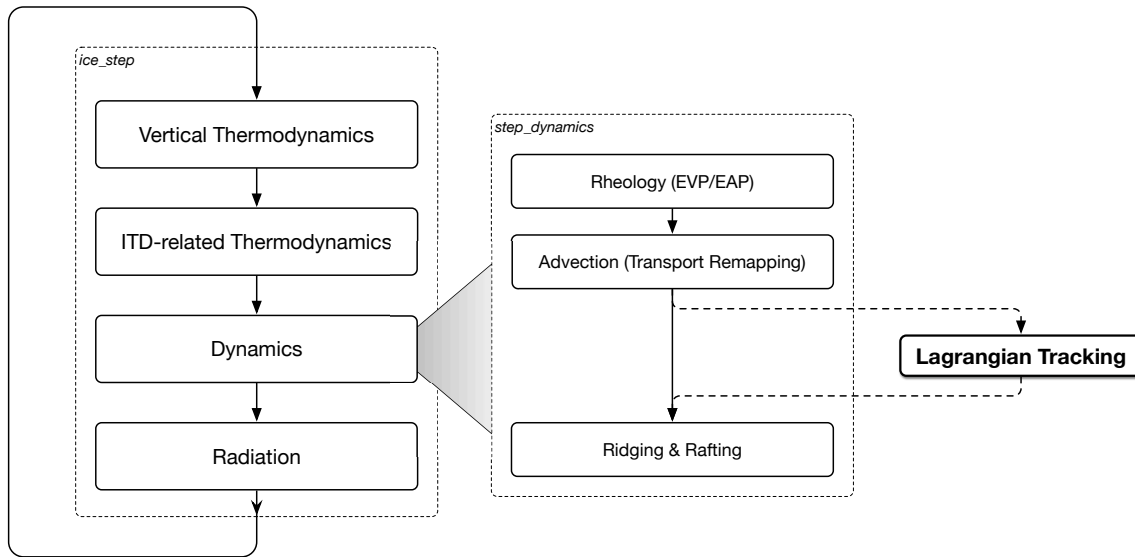 ice_step
Vertical Thermodynamics
ITD-related Thermodynamics
Dynamics
Radiation
step_dynamics
Rheology (EVP/EAP)
Advection (Transport Remapping)
Ridging & Rafting
Lagrangian Tracking